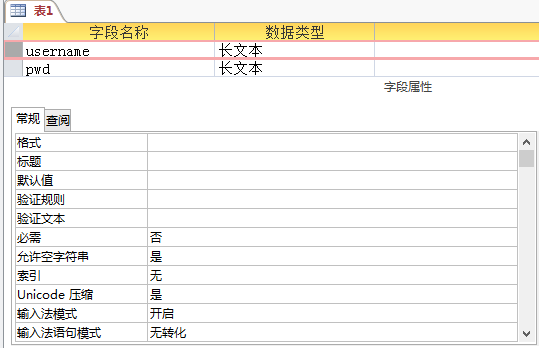 表1
字段名称 数据类型
username 长文本
pwd 长文本
字段属性
常规 查阅
格式
标题
默认值
验证规则
验证文本
必需 否
允许空字符串 是
索引 无
Unicode 压缩 是
输入法模式 开启
输入法语句模式 无转化